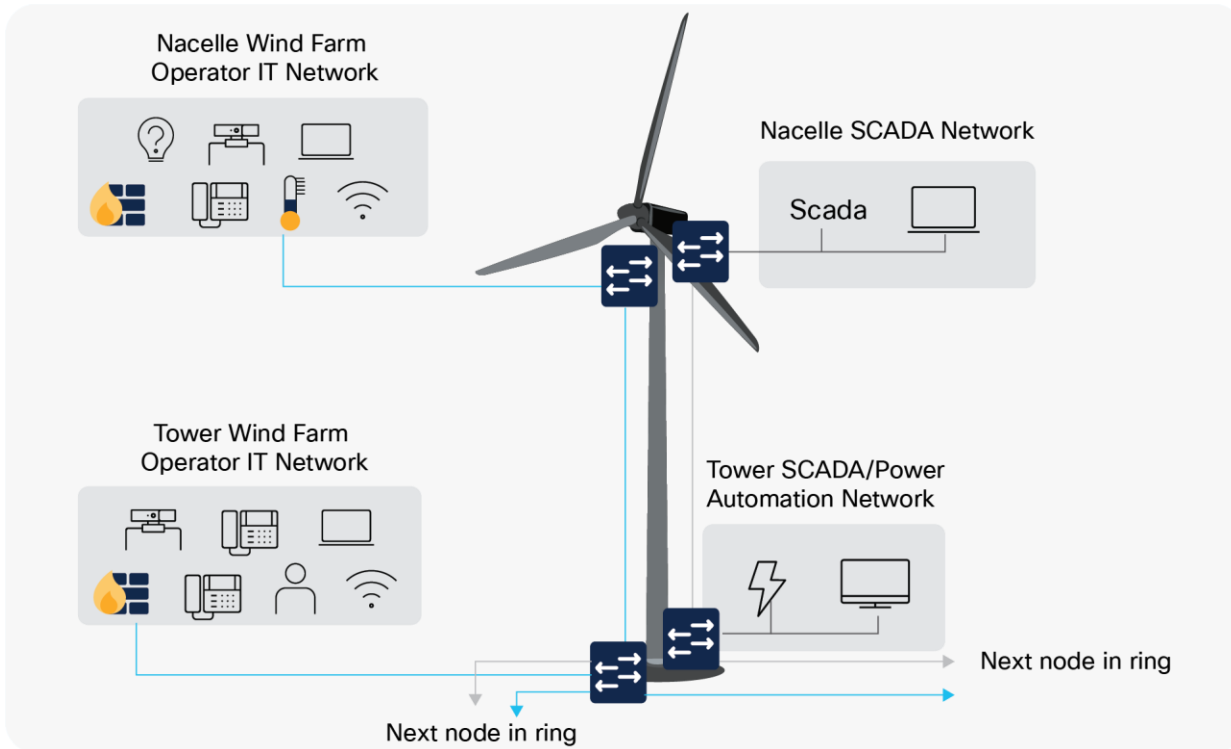 Nacelle Wind Farm
Operator IT Network
Nacelle SCADA Network
Scada
Tower Wind Farm
Operator IT Network
Tower SCADA/Power
Automation Network
Next node in ring
Next node in ring